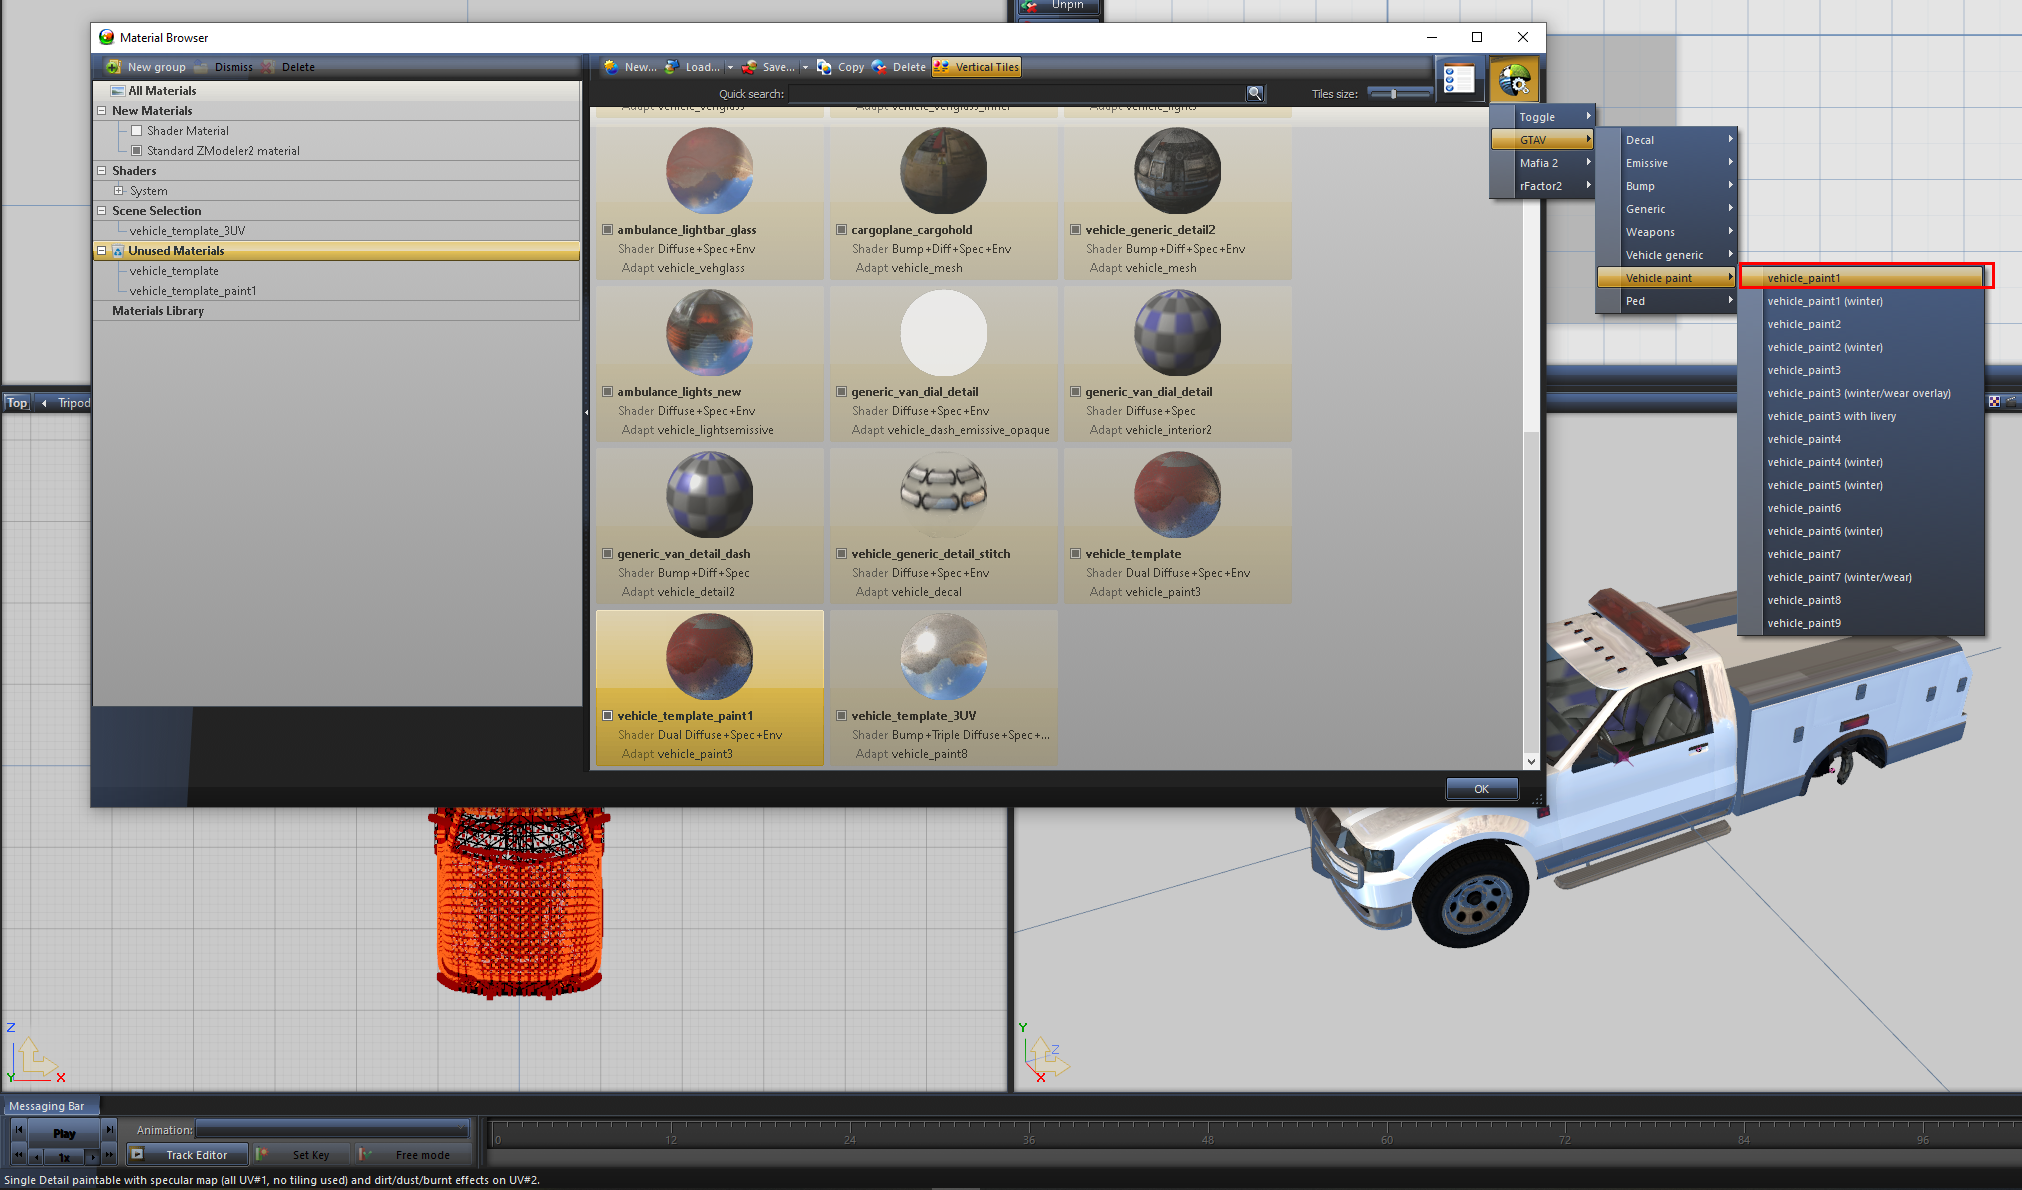 Unpin
Material Browser
New group
Dismiss
Delete
New...
Load...
Save...
Copy
Delete
Vertical Tiles
Quick search:
Tiles size:
All Materials
New Materials
Shader Material
Standard ZModeler2 material
Shaders
System
Scene Selection
vehicle_template_3UV
Unused Materials
vehicle_template
vehicle_template_paint1
Materials Library
Adapt vehicle_vehglass
Adapt vehicle_vehglass_inner
Adapt vehicle_lights
ambulance_lightbar_glass
Shader Diffuse+Spec+Env
Adapt vehicle_vehglass
cargoplane_cargohold
Shader Bump+Diff+Spec+Env
Adapt vehicle_mesh
vehicle_generic_detail2
Shader Bump+Diff+Spec+Env
Adapt vehicle_mesh
ambulance_lights_new
Shader Diffuse+Spec+Env
Adapt vehicle_lightsemissive
generic_van_dial_detail
Shader Diffuse+Spec+Env
Adapt vehicle_dash_emissive_opaque
generic_van_dial_detail
Shader Diffuse+Spec
Adapt vehicle_interior2
generic_van_detail_dash
Shader Bump+Diff+Spec
Adapt vehicle_detail2
vehicle_generic_detail_stitch
Shader Diffuse+Spec+Env
Adapt vehicle_decal
vehicle_template
Shader Dual Diffuse+Spec+Env
Adapt vehicle_paint3
vehicle_template_paint1
Shader Dual Diffuse+Spec+Env
Adapt vehicle_paint3
vehicle_template_3UV
Shader Bump+Triple Diffuse+Spec+...
Adapt vehicle_paint8
OK
Toggle
GTAV
Mafia 2
rFactor2
Decal
Emissive
Bump
Generic
Weapons
Vehicle generic
Vehicle paint
Ped
vehicle_paint1
vehicle_paint1 (winter)
vehicle_paint2
vehicle_paint2 (winter)
vehicle_paint3
vehicle_paint3 (winter/wear overlay)
vehicle_paint3 with livery
vehicle_paint4
vehicle_paint4 (winter)
vehicle_paint5 (winter)
vehicle_paint6
vehicle_paint6 (winter)
vehicle_paint7
vehicle_paint7 (winter/wear)
vehicle_paint8
vehicle_paint9
Top
Tripod
Z
Y
X
Y
Z
X
Messaging Bar
Play
1x
Animation:
Track Editor
Set Key
Free mode
0 12 24 36 48 60 72 84 96
Single Detail paintable with specular map (all UV#1, no tiling used) and dirt/dust/burnt effects on UV#2.